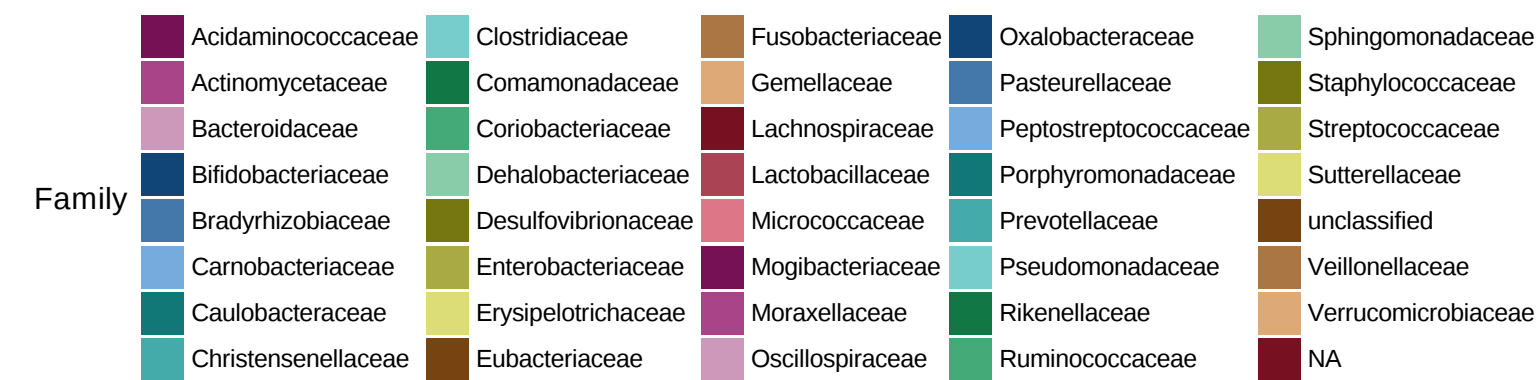 Family
Acidaminococcaceae
Actinomycetaceae
Bacteroidaceae
Bifidobacteriaceae
Bradyrhizobiaceae
Carnobacteriaceae
Caulobacteraceae
Christensenellaceae
Clostridiaceae
Comamonadaceae
Coriobacteriaceae
Dehalobacteriaceae
Desulfovibrionaceae
Enterobacteriaceae
Erysipelotrichaceae
Eubacteriaceae
Fusobacteriaceae
Gemellaceae
Lachnospiraceae
Lactobacillaceae
Micrococcaceae
Mogibacteriaceae
Moraxellaceae
Oscillospiraceae
Oxalobacteraceae
Pasteurellaceae
Peptostreptococcaceae
Porphyromonadaceae
Prevotellaceae
Pseudomonadaceae
Rikenellaceae
Ruminococcaceae
Sphingomonadaceae
Staphylococcaceae
Streptococcaceae
Sutterellaceae
unclassified
Veillonellaceae
Verrucomicrobiaceae
NA